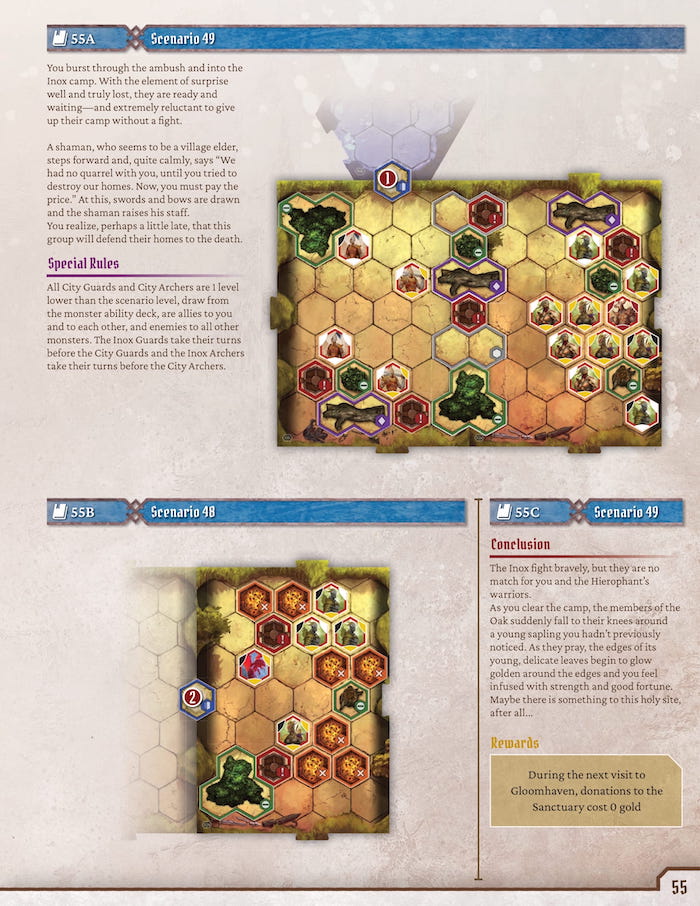 55A
Scenario 49
You burst through the ambush and into the
Inox camp. With the element of surprise
well and truly lost, they are ready and
waiting—and extremely reluctant to give
up their camp without a fight.
A shaman, who seems to be a village elder,
steps forward and, quite calmly, says “We
had no quarrel with you, until you tried to
destroy our homes. Now, you must pay the
price.” At this, swords and bows are drawn
and the shaman raises his staff.
You realize, perhaps a little late, that this
group will defend their homes to the death.
Special Rules
All City Guards and City Archers are 1 level
lower than the scenario level, draw from
the monster ability deck, are allies to you
and to each other, and enemies to all other
monsters. The Inox Guards take their turns
before the City Guards and the Inox Archers
take their turns before the City Archers.
1
55B
Scenario 48
2
55C
Scenario 49
Conclusion
The Inox fight bravely, but they are no
match for you and the Hierophant’s
warriors.
As you clear the camp, the members of the
Oak suddenly fall to their knees around
a young sapling you hadn’t previously
noticed. As they pray, the edges of its
young, delicate leaves begin to glow
golden around the edges and you feel
infused with strength and good fortune.
Maybe there is something to this holy site,
after all...
Rewards
During the next visit to
Gloomhaven, donations to the
Sanctuary cost 0 gold
55